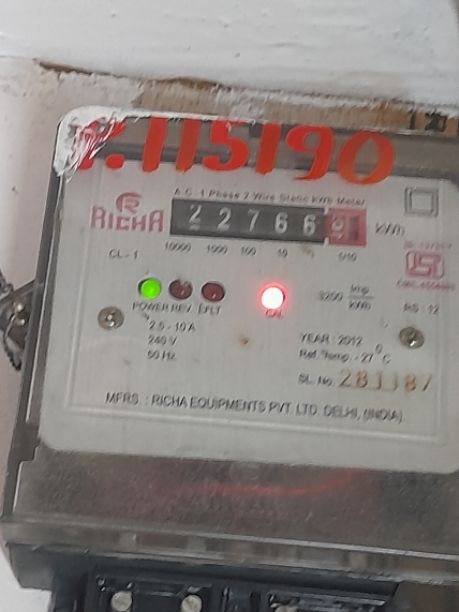 115190
A.C. 1 Phase 2 Wire Static kWh Meter
RICHA
22766
kWh
10000 1000 100 10 1/10
CL - 1
POWER REV. E/LT
CAL
3200 Imp/kWh
RS : 12
2.5 - 10 A
240 V
50 Hz.
YEARS : 2012
Ref. Temp. - 27°C
SL. No. 281187
MFRS. : RICHA EQUIPMENTS PVT. LTD. DELHI, (INDIA)